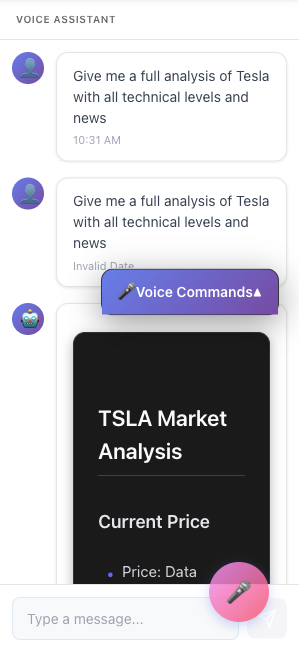 VOICE ASSISTANT
Give me a full analysis of Tesla
with all technical levels and
news
10:31 AM
Give me a full analysis of Tesla
with all technical levels and
news
Invalid Date
Voice Commands▲
TSLA Market
Analysis
Current Price
• Price: Data
Type a message...